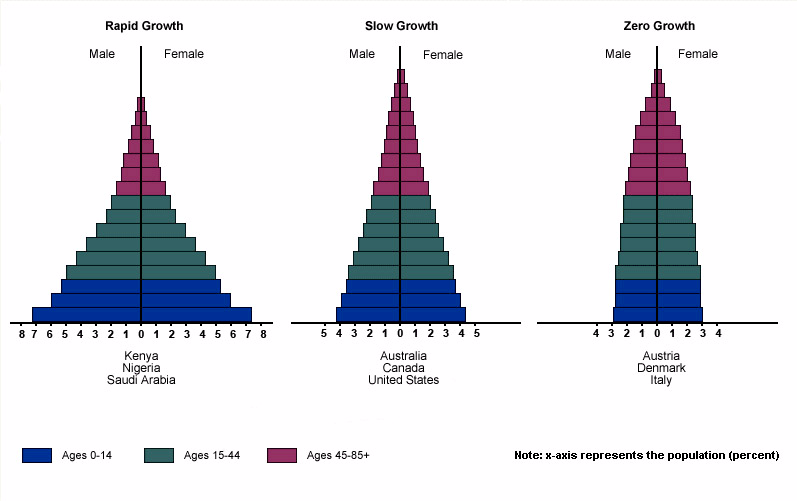 Rapid Growth
Slow Growth
Zero Growth
Male Female
Male Female
Male Female
8 7 6 5 4 3 2 1 0 1 2 3 4 5 6 7 8
5 4 3 2 1 0 1 2 3 4 5
4 3 2 1 0 1 2 3 4
Kenya
Nigeria
Saudi Arabia
Australia
Canada
United States
Austria
Denmark
Italy
Ages 0-14
Ages 15-44
Ages 45-85+
Note: x-axis represents the population (percent)